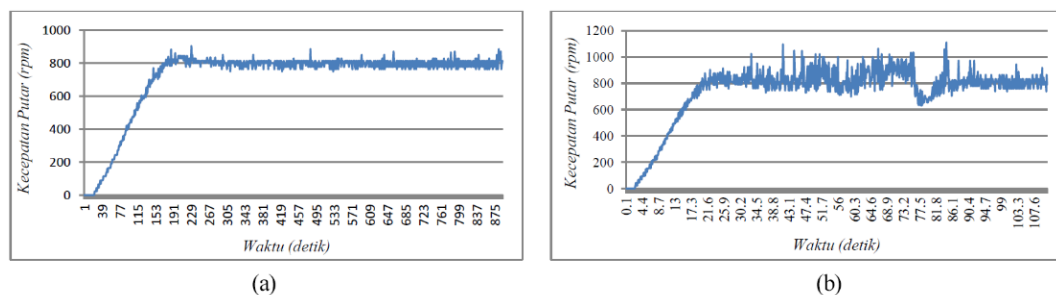 Kecepatan Putar (rpm)
1000
800
600
400
200
0
1 39 77 115 153 191 229 267 305 343 381 419 457 495 533 571 609 647 685 723 761 799 837 875
Waktu (detik)
(a)
Kecepatan Putar (rpm)
1200
1000
800
600
400
200
0
0.1 4.4 8.7 13 17.3 21.6 25.9 30.2 34.5 38.8 43.1 47.4 51.7 56 60.3 64.6 68.9 73.2 77.5 81.8 86.1 90.4 94.7 99 103.3 107.6
Waktu (detik)
(b)